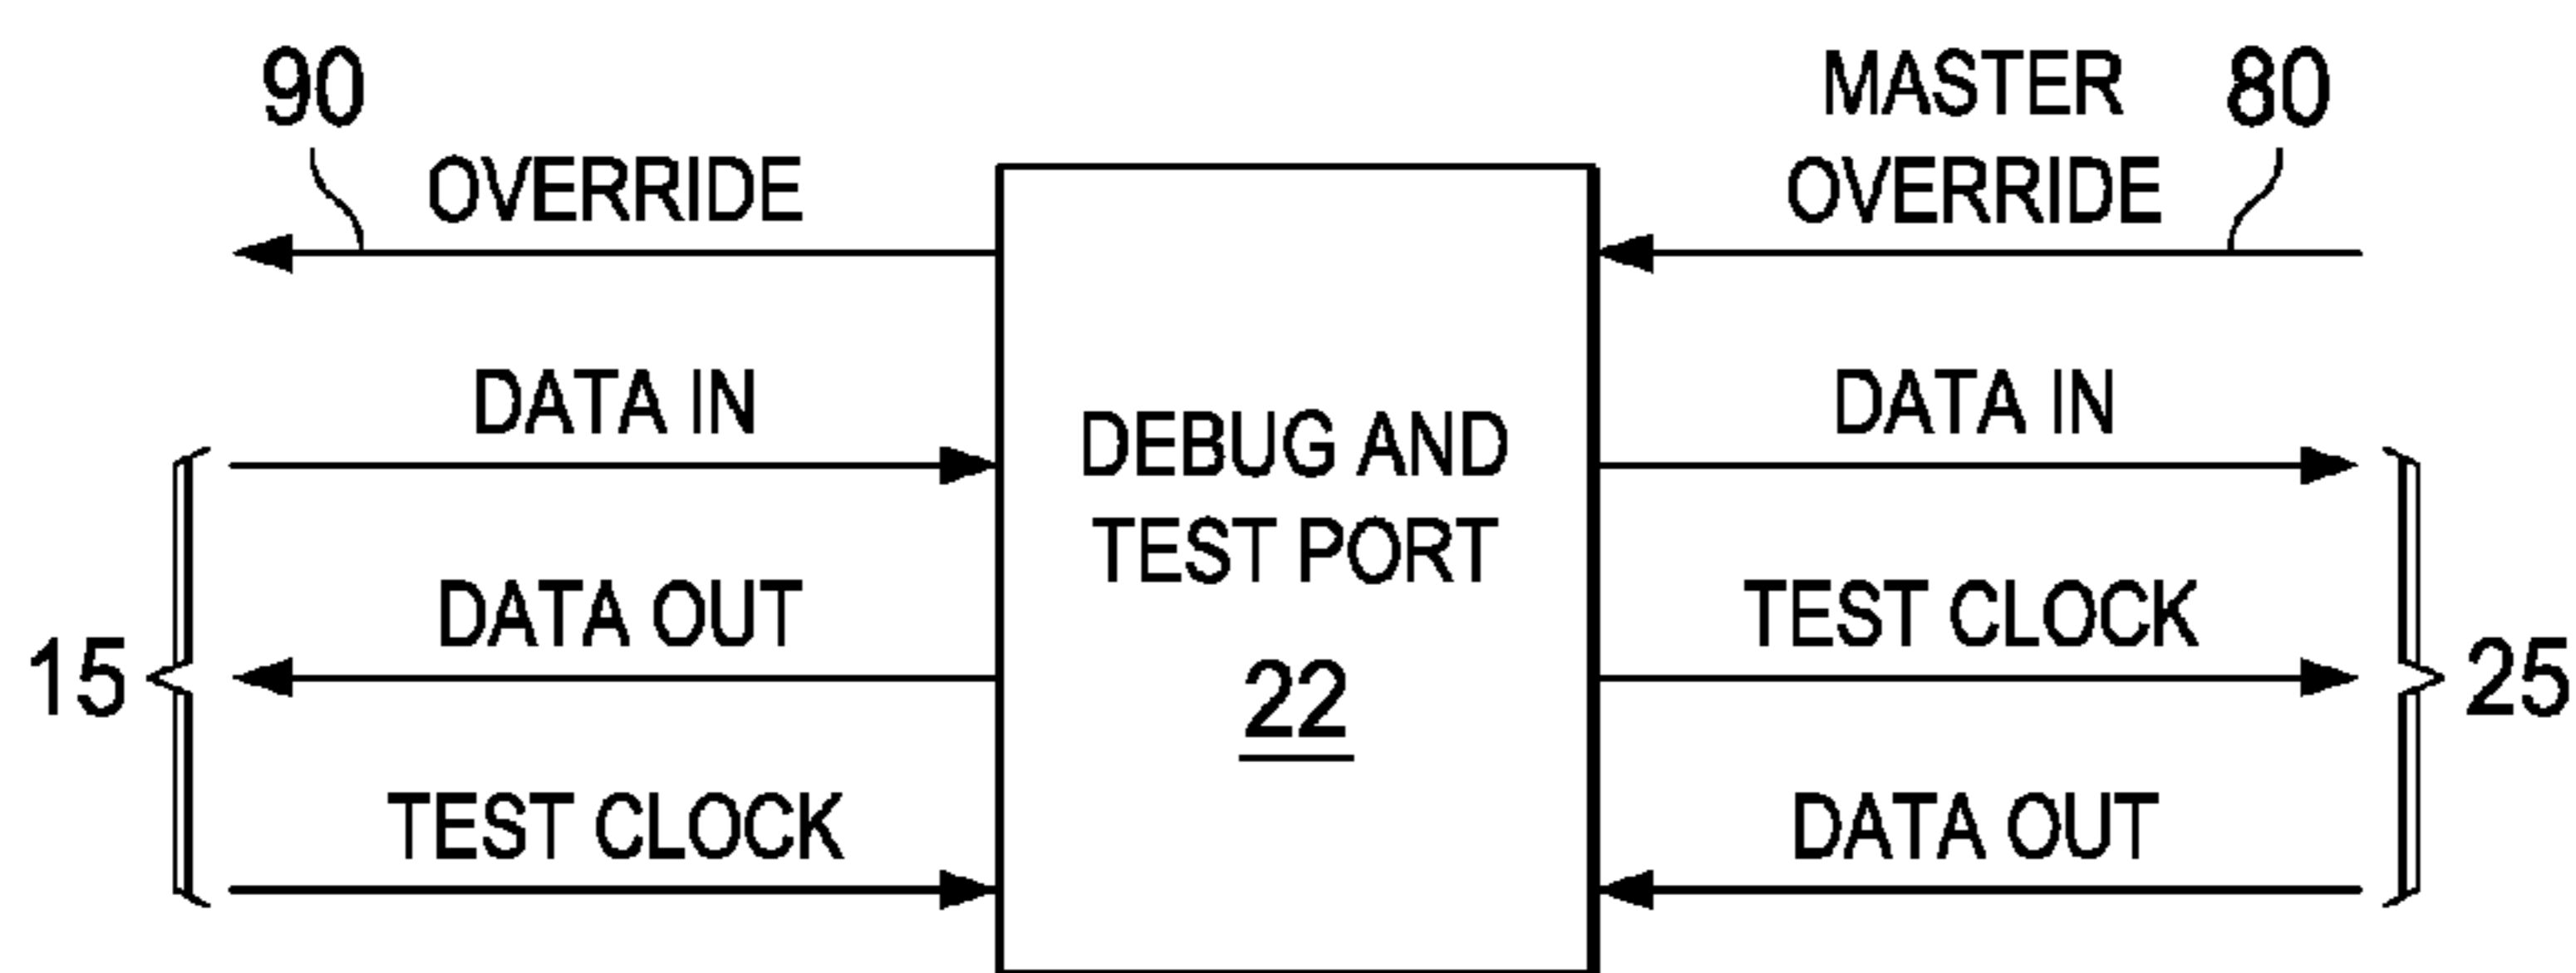 90
OVERRIDE
MASTER
OVERRIDE
80
DATA IN
DATA OUT
TEST CLOCK
15
DEBUG AND
TEST PORT
22
DATA IN
TEST CLOCK
DATA OUT
25